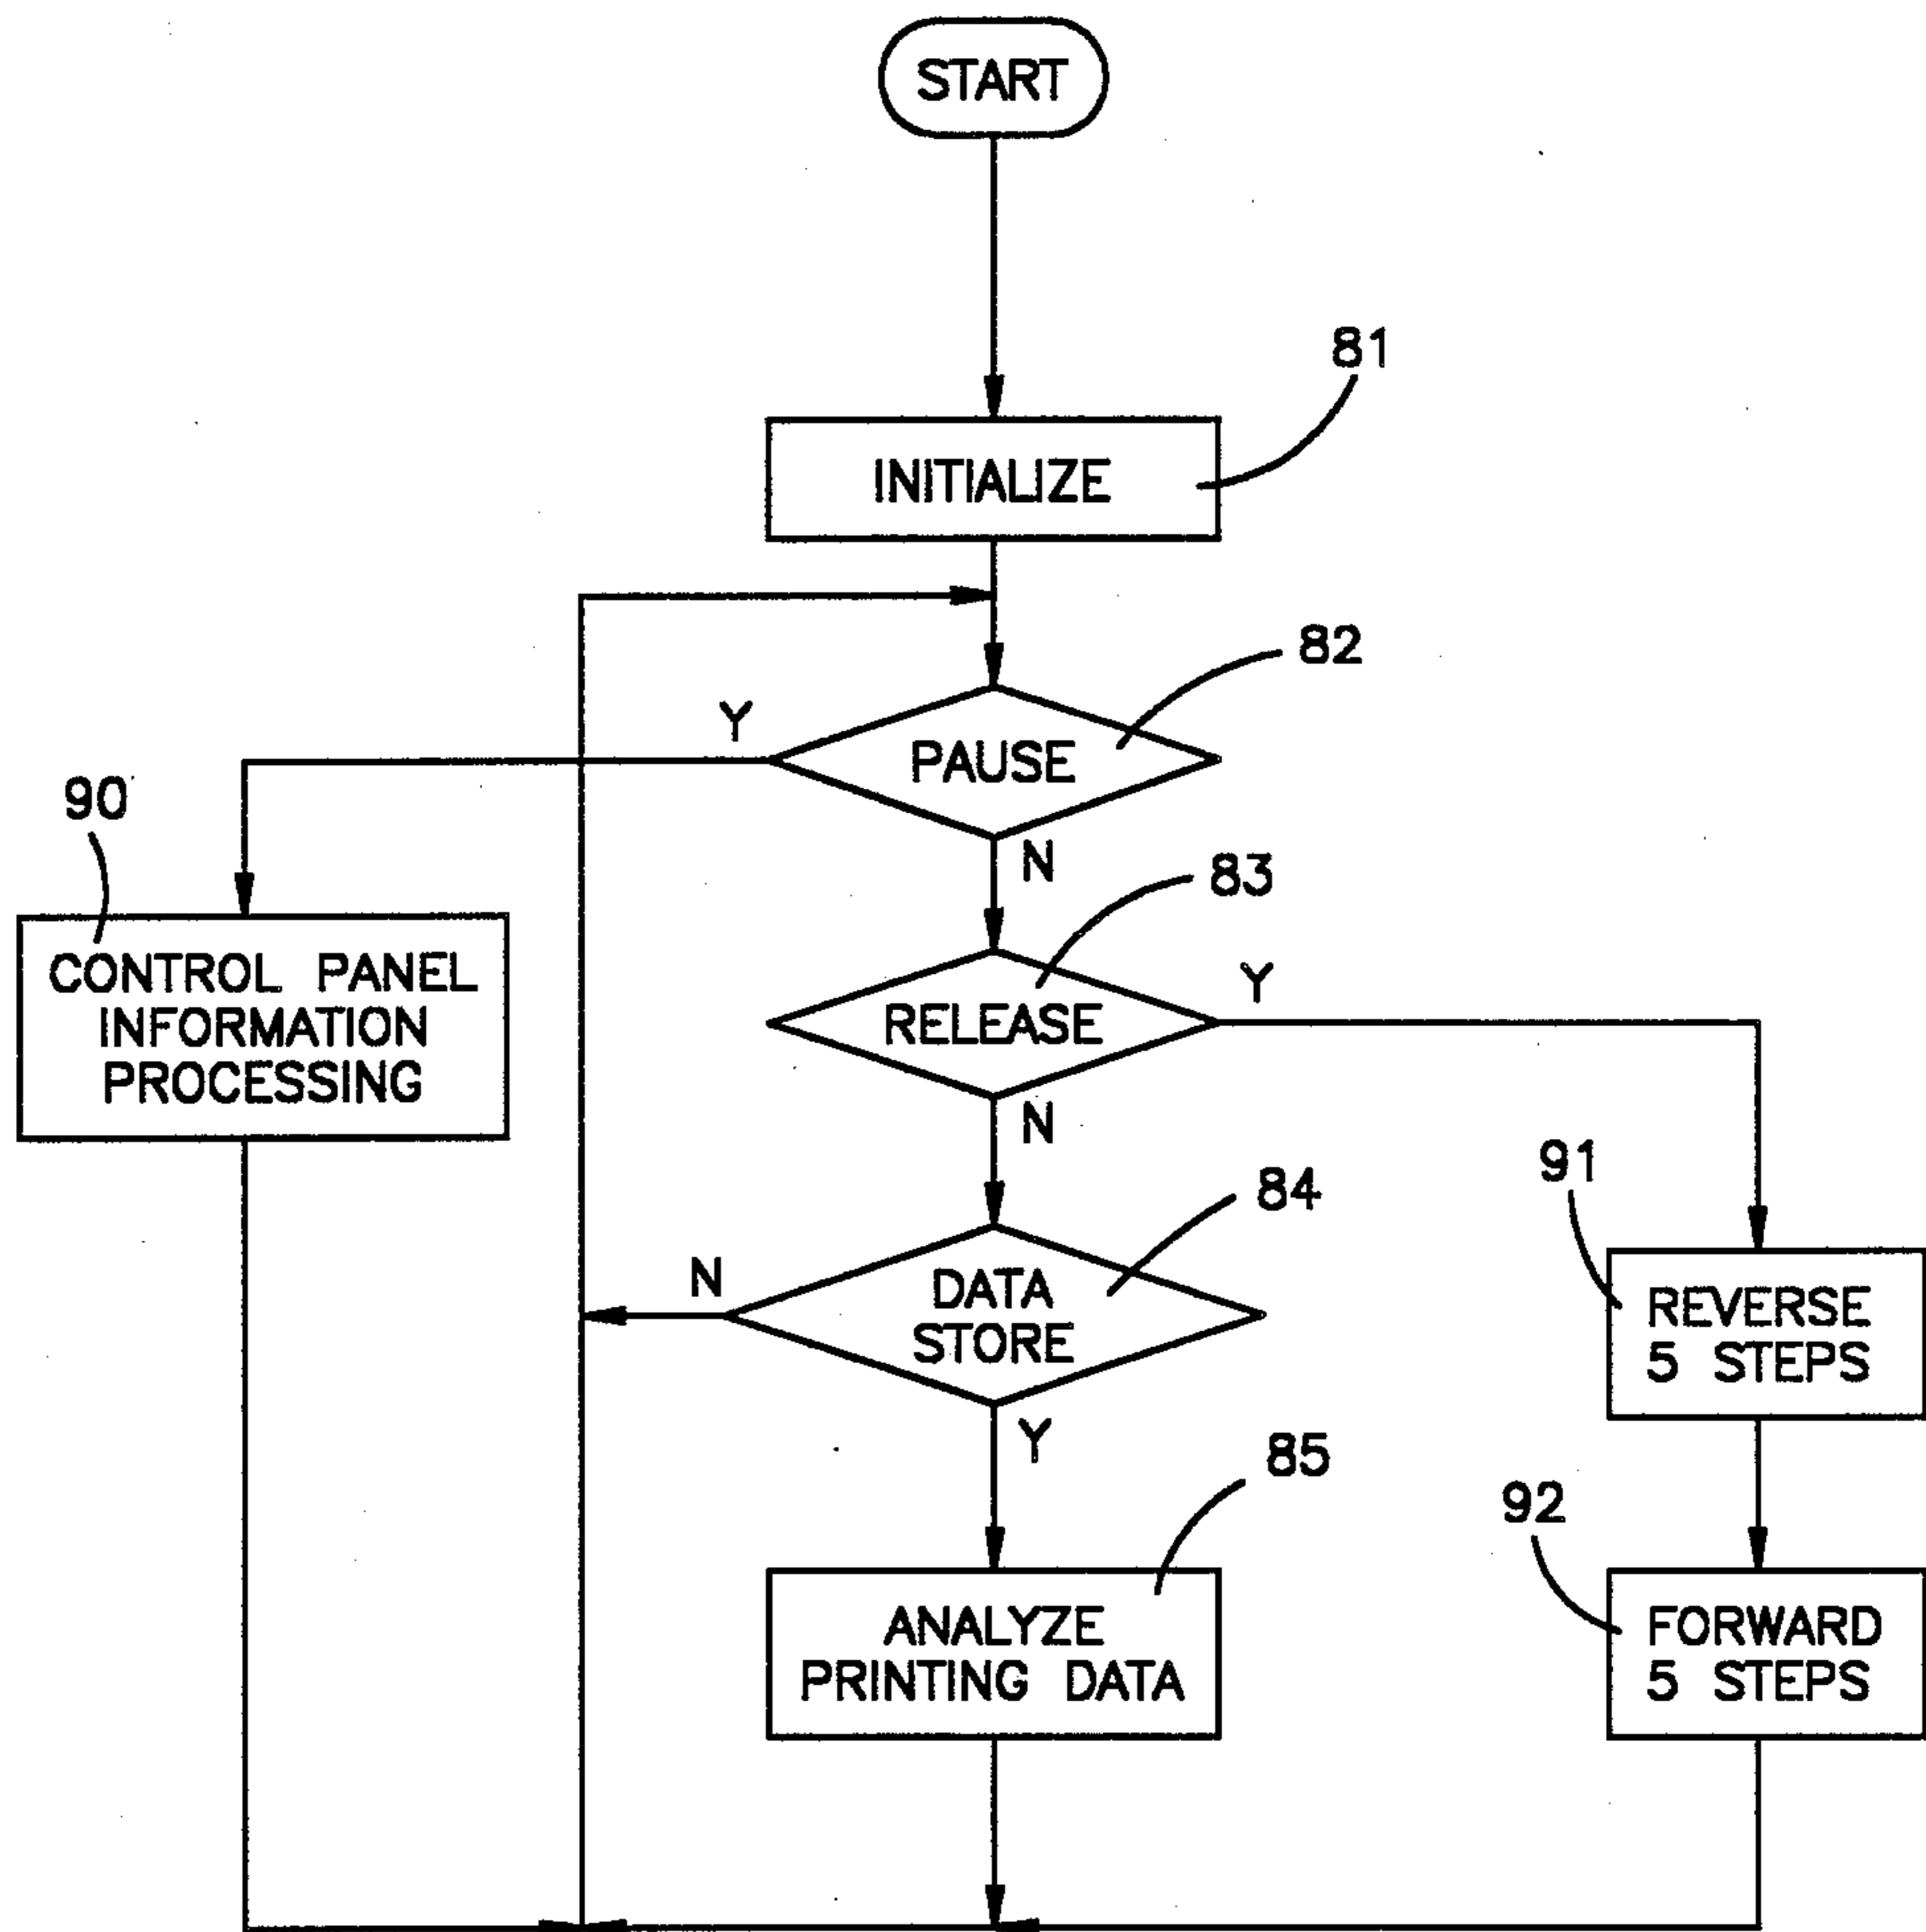 START
81
INITIALIZE
82
Y
PAUSE
90
N
83
CONTROL PANEL
INFORMATION
PROCESSING
Y
RELEASE
N
91
84
N
DATA
STORE
REVERSE
5 STEPS
Y
85
92
ANALYZE
PRINTING DATA
FORWARD
5 STEPS